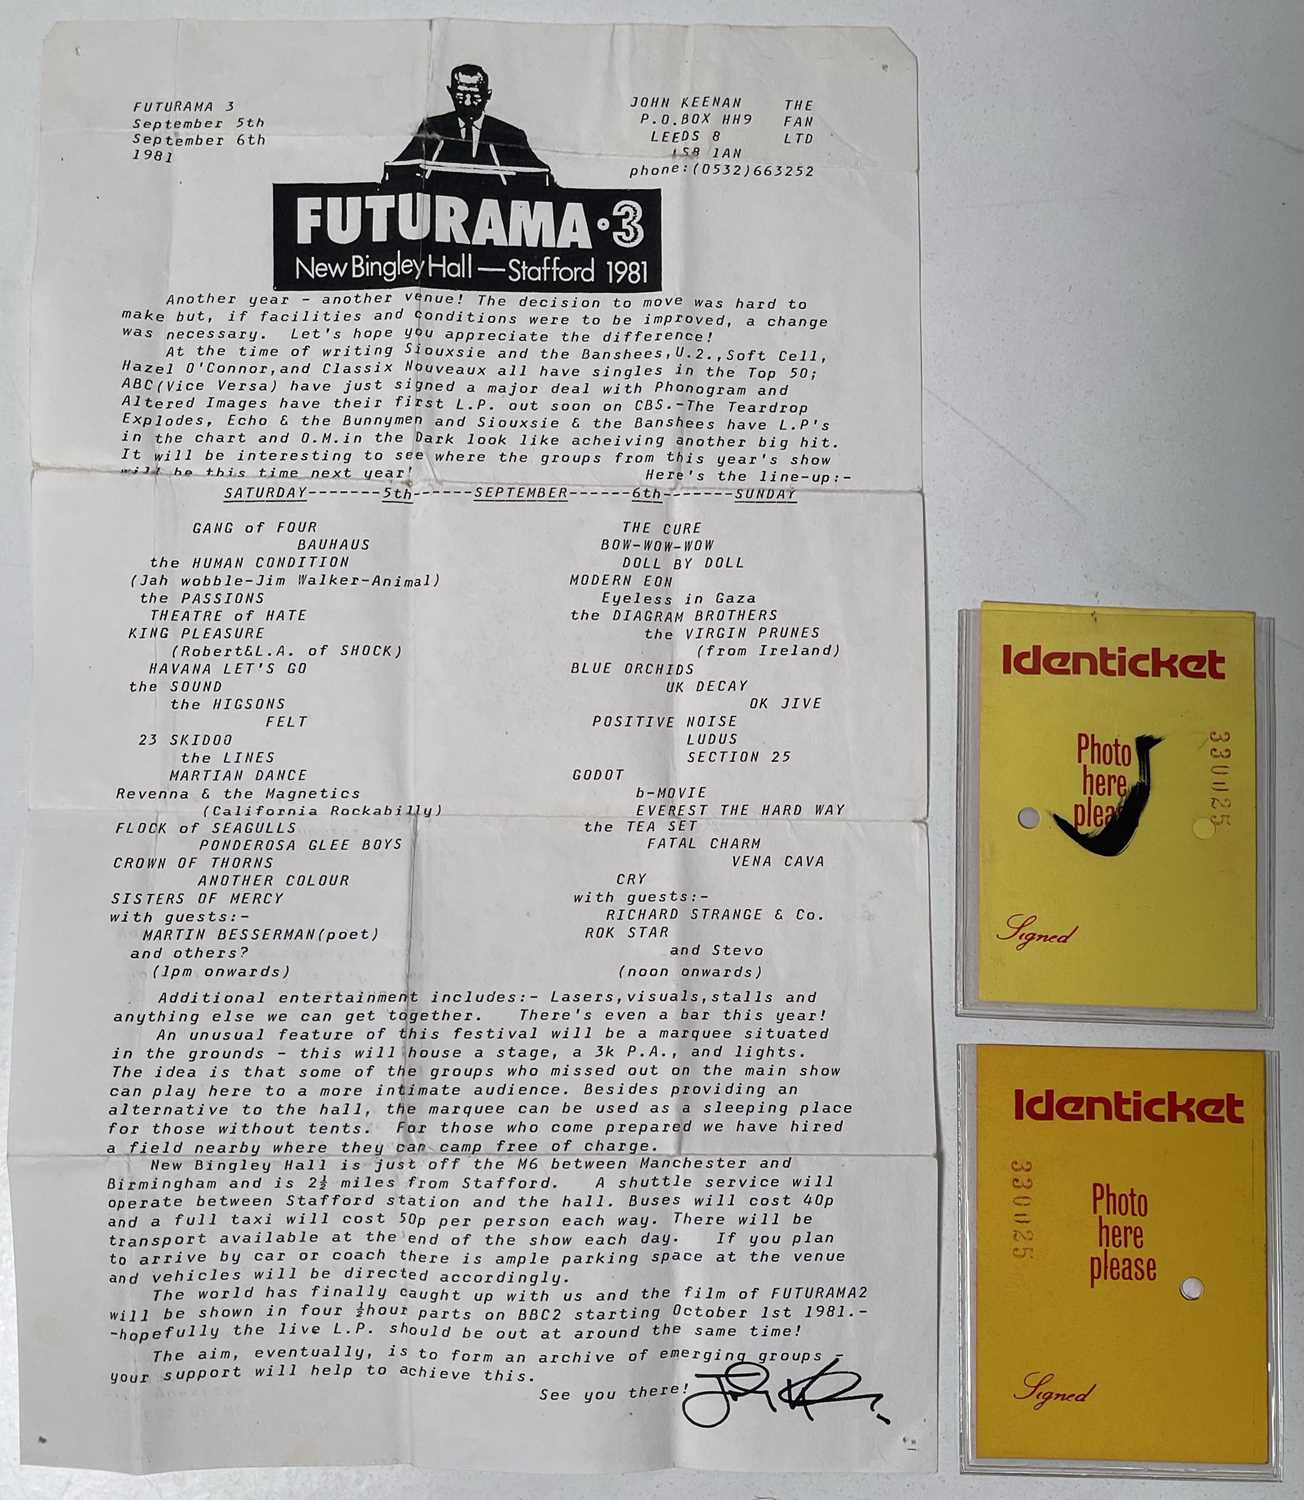 FUTURAMA 3
September 5th
September 6th
1981
JOHN KEENAN THE
P.O.BOX HH9 FAN
LEEDS 8 LTD
LS8 1AN
phone:(0532)663252
FUTURAMA·3
New Bingley Hall — Stafford 1981
Another year - another venue! The decision to move was hard to
make but, if facilities and conditions were to be improved, a change
was necessary. Let's hope you appreciate the difference!
At the time of writing Siouxsie and the Banshees,U.2.,Soft Cell,
Hazel O'Connor,and Classix Nouveaux all have singles in the Top 50;
ABC(Vice Versa) have just signed a major deal with Phonogram and
Altered Images have their first L.P. out soon on CBS.-The Teardrop
Explodes, Echo & the Bunnymen and Siouxsie & the Banshees have L.P's
in the chart and O.M.in the Dark look like acheiving another big hit.
It will be interesting to see where the groups from this year's show
will be this time next year! Here's the line-up:-
SATURDAY-------5th------SEPTEMBER------6th-------SUNDAY
GANG of FOUR
BAUHAUS
the HUMAN CONDITION
(Jah wobble-Jim Walker-Animal)
the PASSIONS
THEATRE of HATE
KING PLEASURE
(Robert&L.A. of SHOCK)
HAVANA LET'S GO
the SOUND
the HIGSONS
FELT
23 SKIDOO
the LINES
MARTIAN DANCE
Revenna & the Magnetics
(California Rockabilly)
FLOCK of SEAGULLS
PONDEROSA GLEE BOYS
CROWN OF THORNS
ANOTHER COLOUR
SISTERS OF MERCY
with guests:-
MARTIN BESSERMAN(poet)
and others?
(1pm onwards)
THE CURE
BOW-WOW-WOW
DOLL BY DOLL
MODERN EON
Eyeless in Gaza
the DIAGRAM BROTHERS
the VIRGIN PRUNES
(from Ireland)
BLUE ORCHIDS
UK DECAY
OK JIVE
POSITIVE NOISE
LUDUS
SECTION 25
GODOT
b-MOVIE
EVEREST THE HARD WAY
the TEA SET
FATAL CHARM
VENA CAVA
CRY
with guests:-
RICHARD STRANGE & Co.
ROK STAR
and Stevo
(noon onwards)
Additional entertainment includes:- Lasers,visuals,stalls and
anything else we can get together. There's even a bar this year!
An unusual feature of this festival will be a marquee situated
in the grounds - this will house a stage, a 3k P.A., and lights.
The idea is that some of the groups who missed out on the main show
can play here to a more intimate audience. Besides providing an
alternative to the hall, the marquee can be used as a sleeping place
for those without tents. For those who come prepared we have hired
a field nearby where they can camp free of charge.
New Bingley Hall is just off the M6 between Manchester and
Birmingham and is 2½ miles from Stafford. A shuttle service will
operate between Stafford station and the hall. Buses will cost 40p
and a full taxi will cost 50p per person each way. There will be
transport available at the end of the show each day. If you plan
to arrive by car or coach there is ample parking space at the venue
and vehicles will be directed accordingly.
The world has finally caught up with us and the film of FUTURAMA2
will be shown in four ½hour parts on BBC2 starting October 1st 1981.-
-hopefully the live L.P. should be out at around the same time!
The aim, eventually, is to form an archive of emerging groups -
your support will help to achieve this.
See you there!
Identicket
Photo
here
please
330025
Signed
Identicket
330025
Photo
here
please
Signed